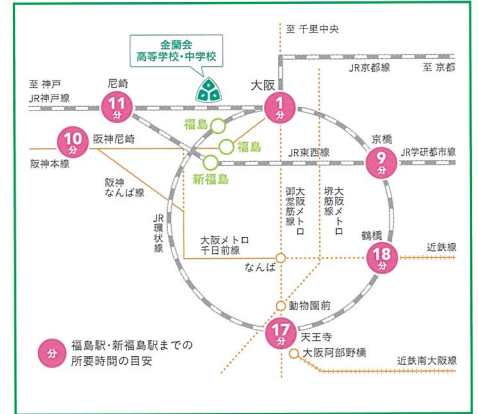 至 千里中央
金蘭会
高等学校・中学校
JR京都線
至 京都
至 神戸
JR神戸線
尼崎
11分
大阪
1分
福島
福島
新福島
10分
阪神尼崎
阪神本線
阪神
なんば線
京橋
9分
JR東西線
JR学研都市線
JR環状線
大阪メトロ
御堂筋線
大阪メトロ
堺筋線
大阪メトロ
千日前線
なんば
鶴橋
18分
近鉄線
動物園前
17分
天王寺
大阪阿部野橋
近鉄南大阪線
分
福島駅・新福島駅までの
所要時間の目安